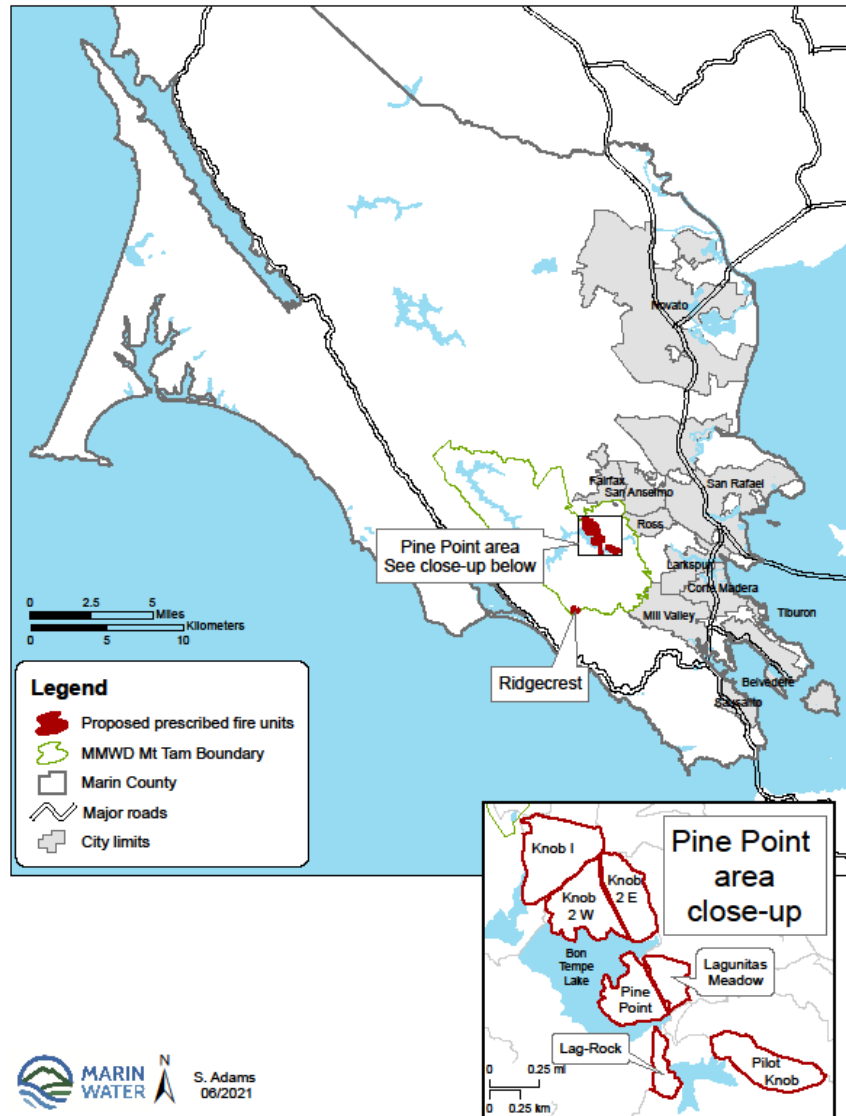 Novato
Fairfax
San Anselmo
San Rafael
Ross
Pine Point area
See close-up below
Larkspur
Corte Madera
Mill Valley
Tiburon
Ridgecrest
Belvedere
Sausalito
0 2.5 5
Miles
Kilometers
0 5 10
Legend
Proposed prescribed fire units
MMWD Mt Tam Boundary
Marin County
Major roads
City limits
Pine Point
area
close-up
Knob I
Knob
2 E
Knob
2 W
Bon
Tempe
Lake
Lagunitas
Meadow
Pine
Point
Lag-Rock
Pilot
Knob
0 0.25 mi
0 0.25 km
MARIN
WATER
N
S. Adams
06/2021